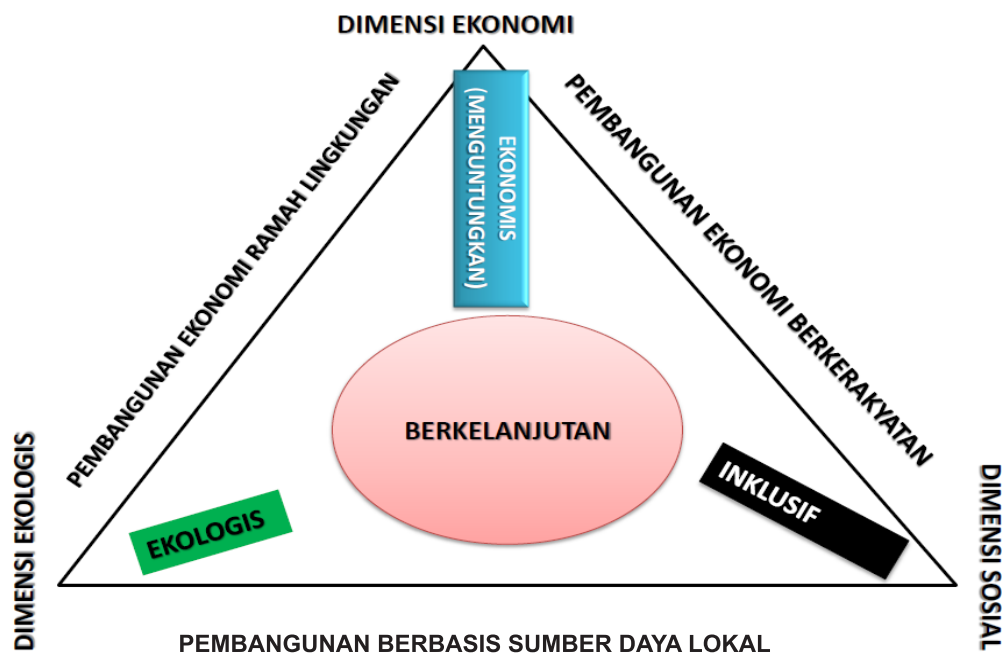 DIMENSI EKONOMI
PEMBANGUNAN EKONOMI RAMAH LINGKUNGAN
PEMBANGUNAN EKONOMI BERKERAKYATAN
EKONOMIS
(MENGUNTUNGKAN)
BERKELANJUTAN
EKOLOGIS
INKLUSIF
DIMENSI EKOLOGIS
DIMENSI SOSIAL
PEMBANGUNAN BERBASIS SUMBER DAYA LOKAL